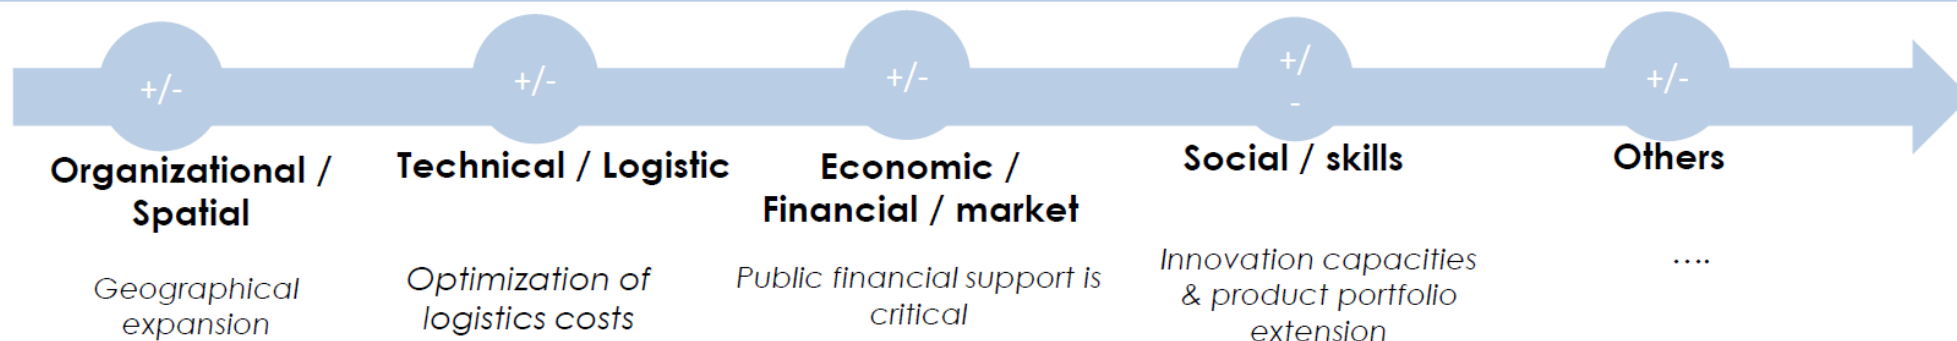 +/-
Organizational /
Spatial
Geographical
expansion
+/-
Technical / Logistic
Optimization of
logistics costs
+/-
Economic /
Financial / market
Public financial support is
critical
+/
-
Social / skills
Innovation capacities
& product portfolio
extension
+/-
Others
....